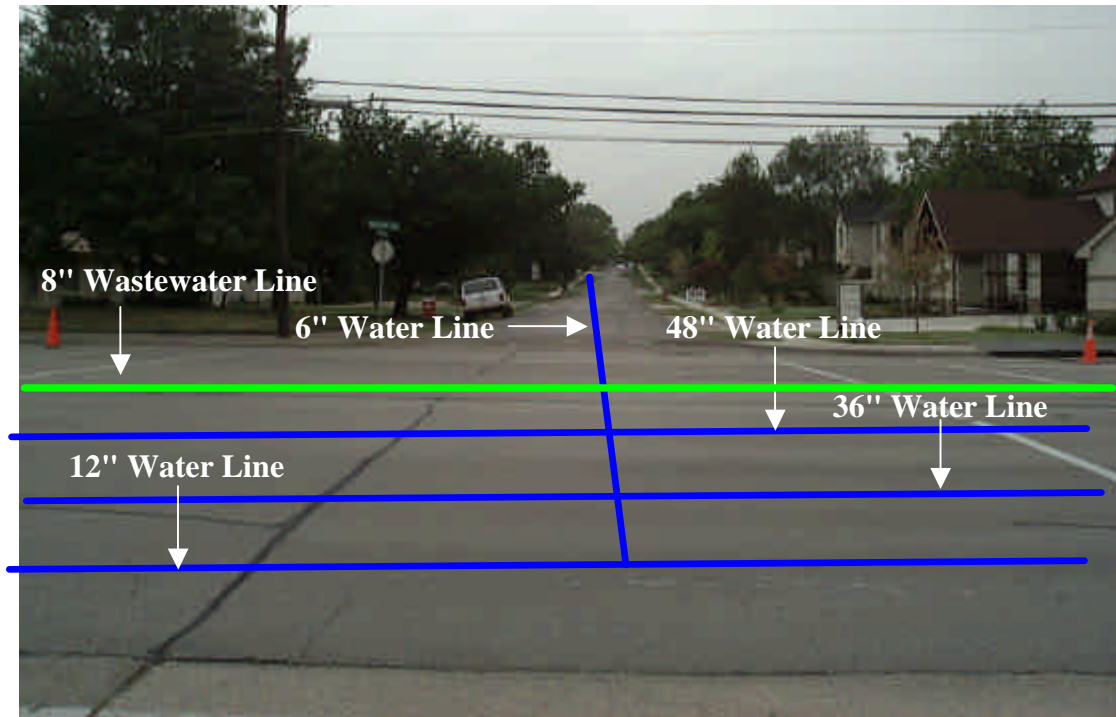 8" Wastewater Line
6" Water Line
48" Water Line
36" Water Line
12" Water Line